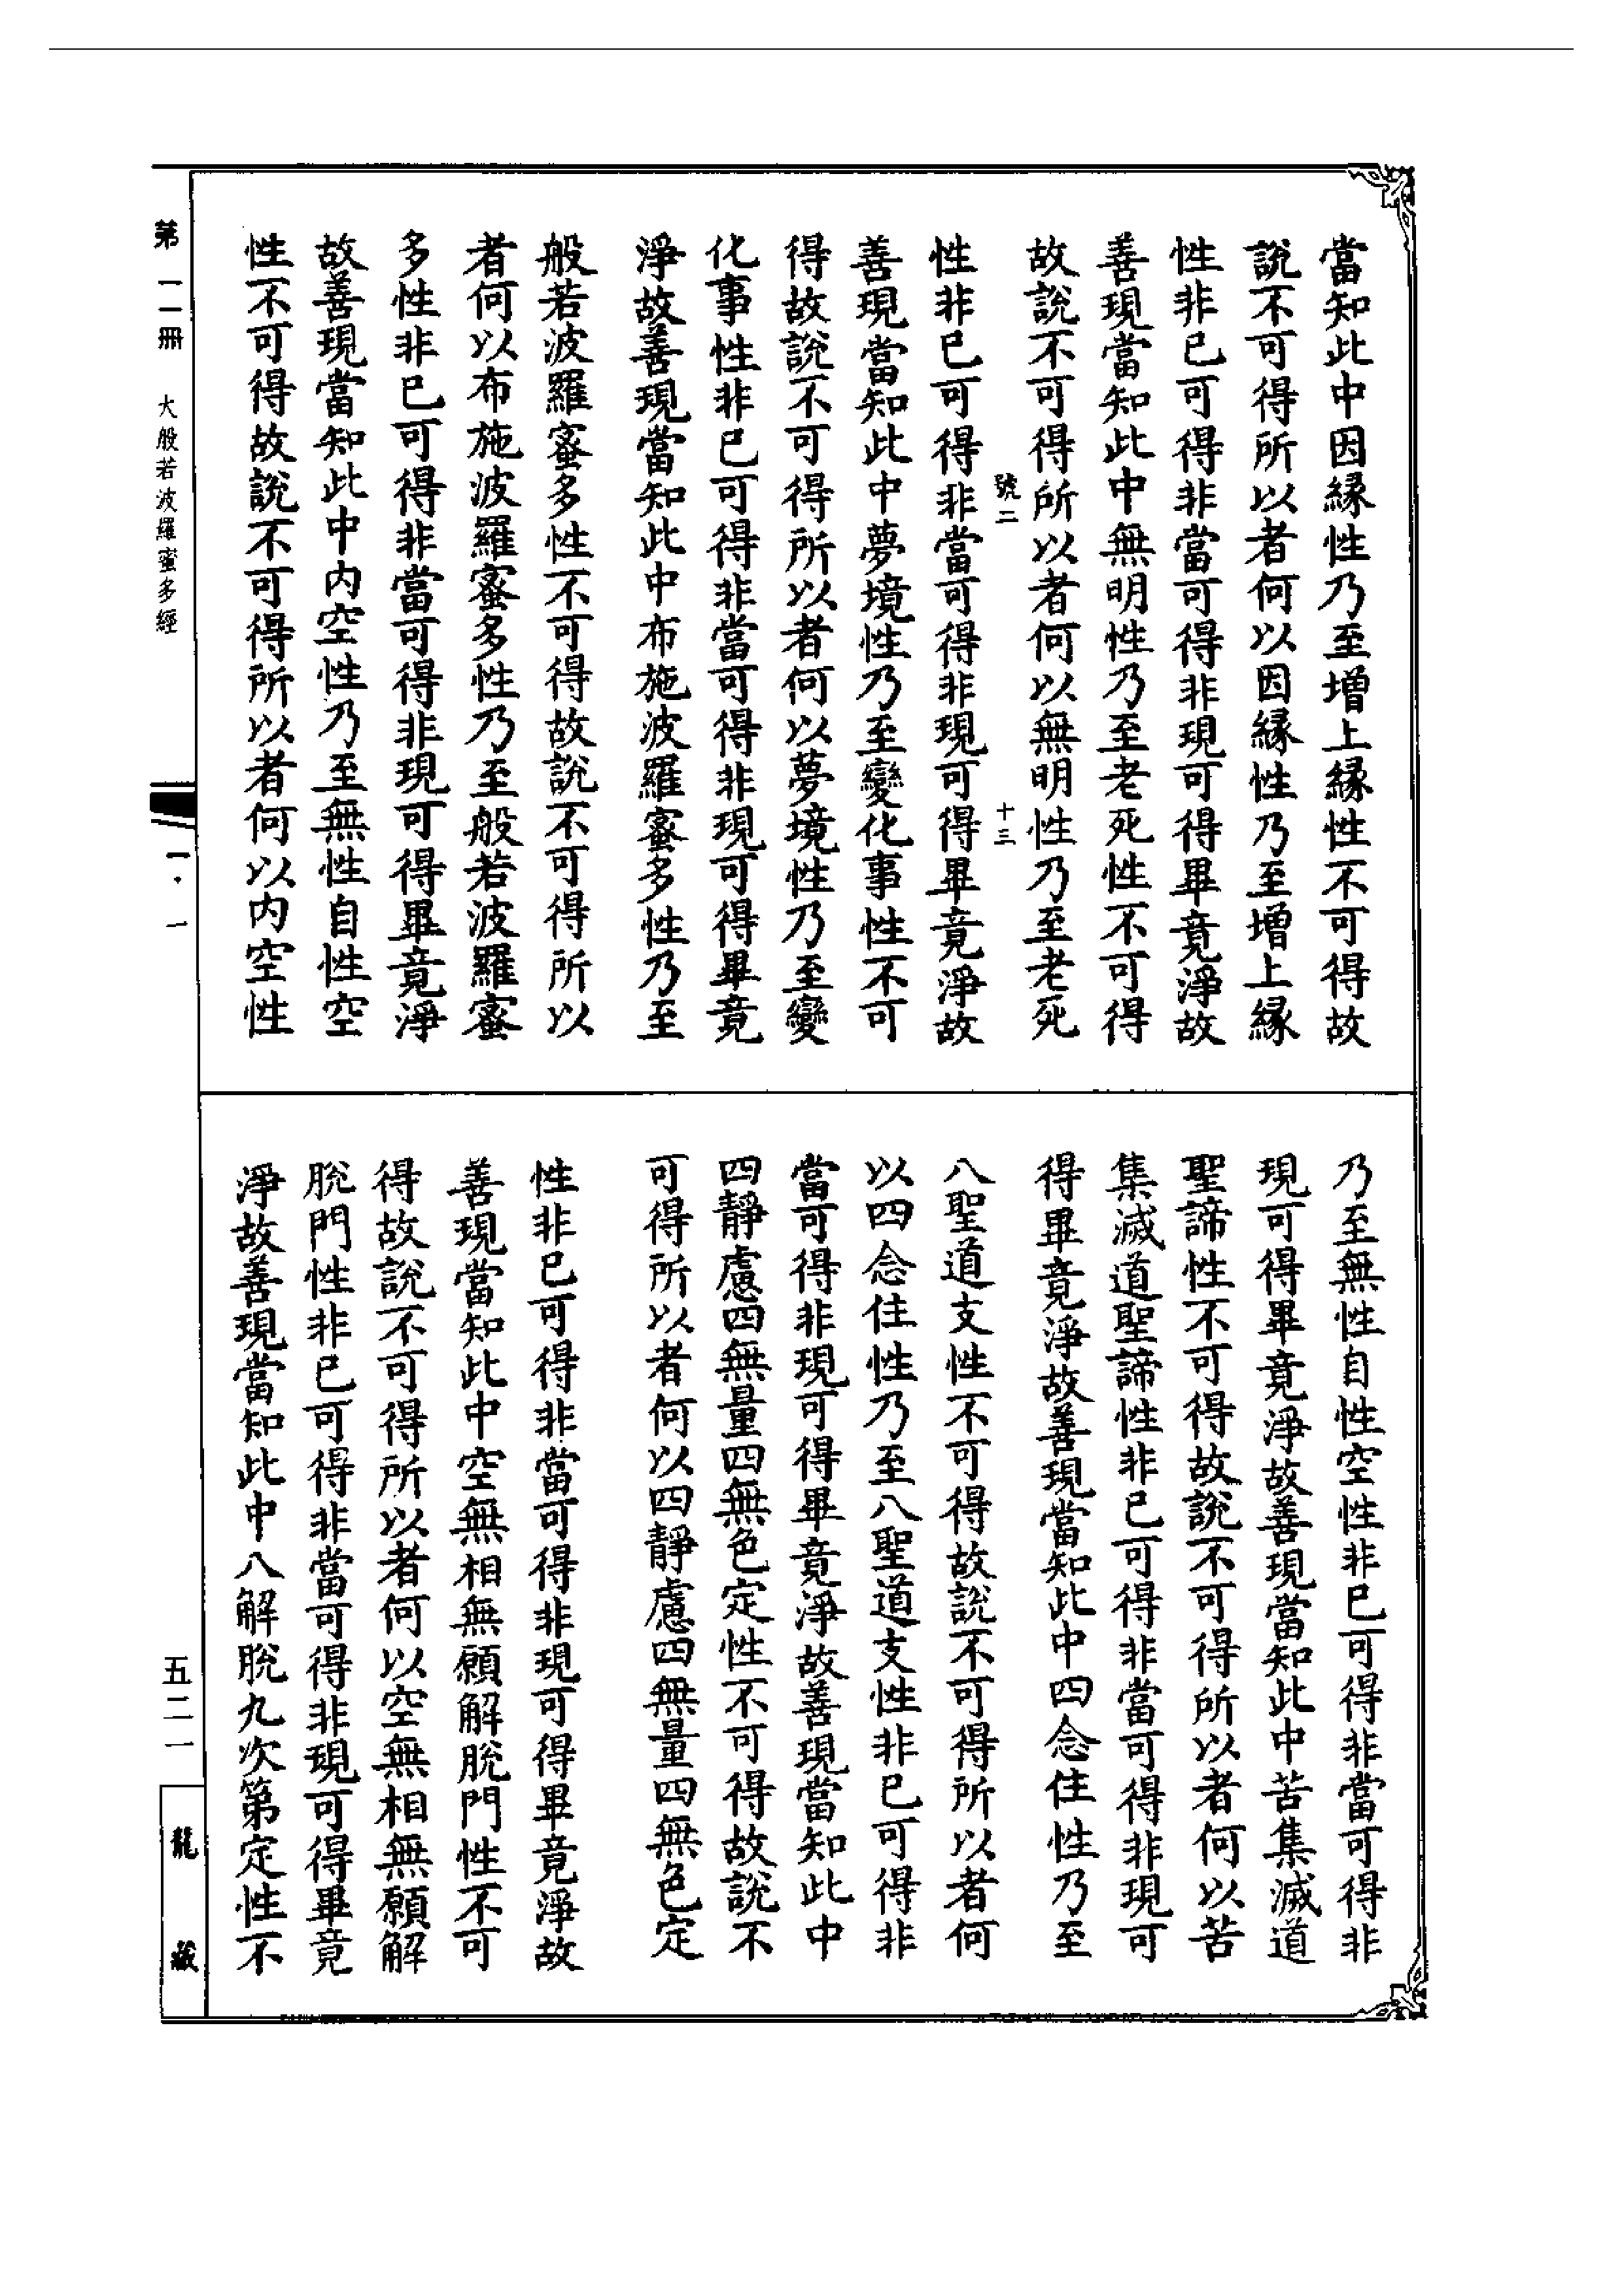 當知此中因緣性乃至增上緣性不可得故
說不可得所以者何以因緣性乃至增上緣
性非已可得非當可得非現可得畢竟淨故
善現當知此中無明性乃至老死性不可得
故說不可得所以者何以無明性乃至老死
號二 十三
性非已可得非當可得非現可得畢竟淨故
善現當知此中夢境性乃至變化事性不可
得故說不可得所以者何以夢境性乃至變
化事性非已可得非當可得非現可得畢竟
淨故善現當知此中布施波羅蜜多性乃至
般若波羅蜜多性不可得故說不可得所以
者何以布施波羅蜜多性乃至般若波羅蜜
多性非已可得非當可得非現可得畢竟淨
故善現當知此中內空性乃至無性自性空
性不可得故說不可得所以者何以內空性
乃至無性自性空性非已可得非當可得非
現可得畢竟淨故善現當知此中苦集滅道
聖諦性不可得故說不可得所以者何以苦
集滅道聖諦性非已可得非當可得非現可
得畢竟淨故善現當知此中四念住性乃至
八聖道支性不可得故說不可得所以者何
以四念住性乃至八聖道支性非已可得非
當可得非現可得畢竟淨故善現當知此中
四靜慮四無量四無色定性不可得故說不
可得所以者何以四靜慮四無量四無色定
性非已可得非當可得非現可得畢竟淨故
善現當知此中空無相無願解脫門性不可
得故說不可得所以者何以空無相無願解
脫門性非已可得非當可得非現可得畢竟
淨故善現當知此中八解脫九次第定性不
第一一冊 大般若波羅蜜多經
一·一
五二一
龍藏